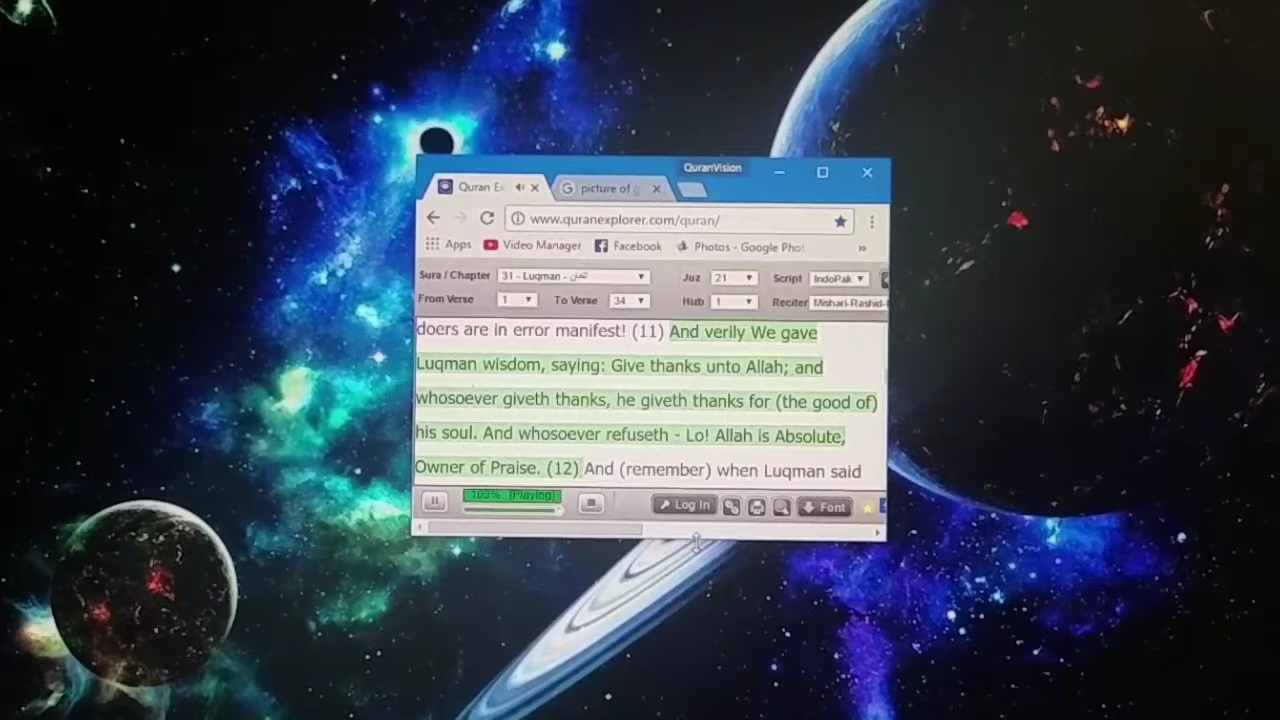 QuranVision
Quran Ex
picture of g
www.quranexplorer.com/quran/
Apps Video Manager Facebook Photos - Google Pho! »
Sura / Chapter 31 - Luqman - لقمان Juz 21 Script IndoPak
From Verse 1 To Verse 34 Hizb 1 Reciter Mishari-Rashid-
doers are in error manifest! (11) And verily We gave
Luqman wisdom, saying: Give thanks unto Allah; and
whosoever giveth thanks, he giveth thanks for (the good of)
his soul. And whosoever refuseth - Lo! Allah is Absolute,
Owner of Praise. (12) And (remember) when Luqman said
100% [Playing] Log In Font